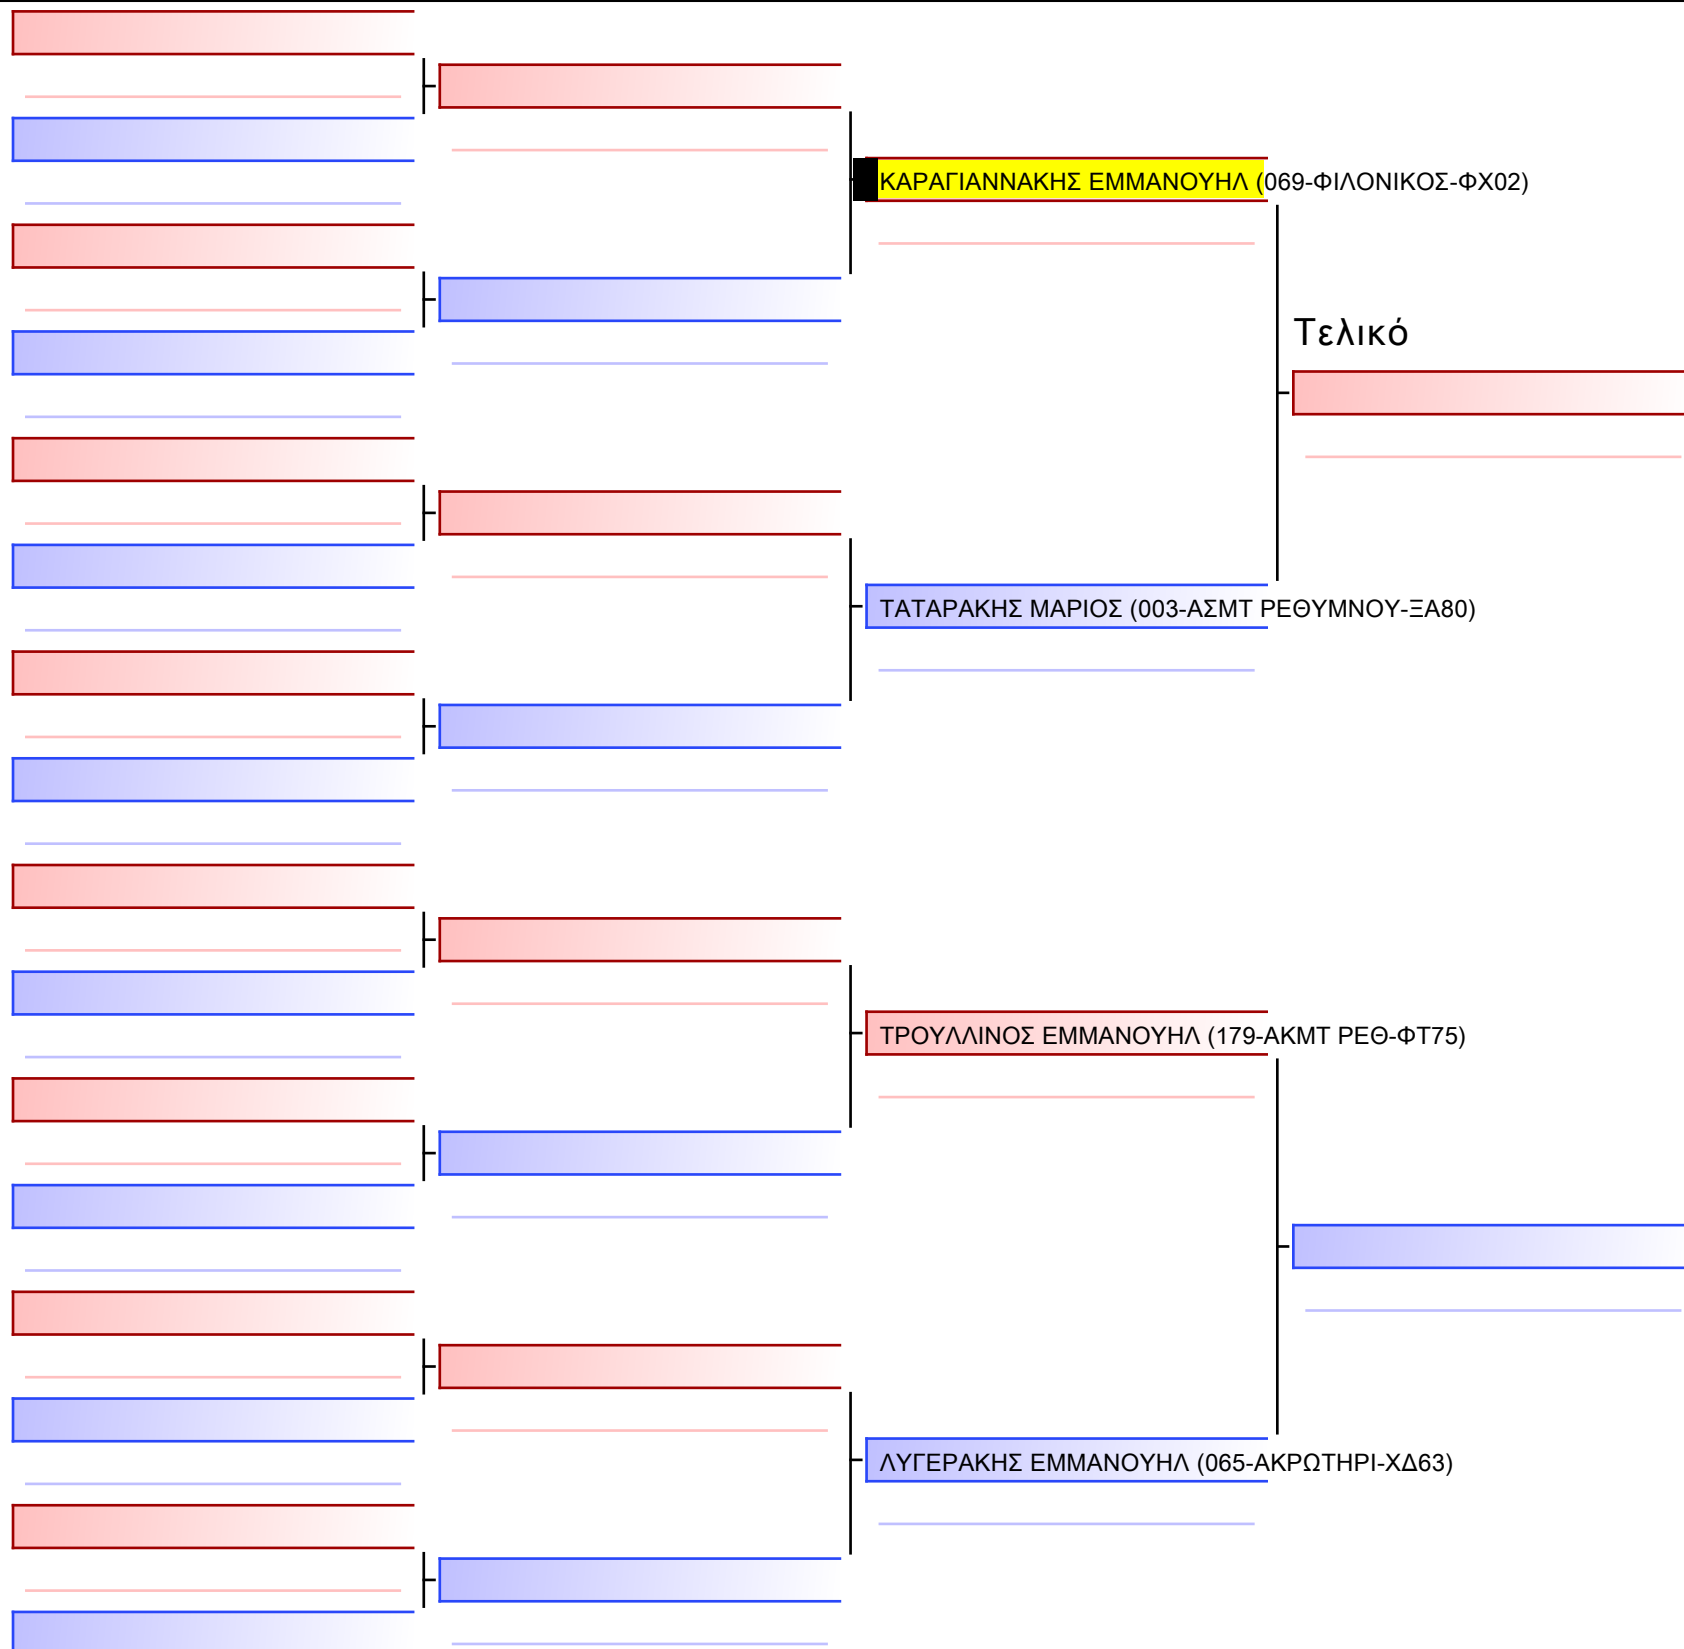 ΚΑΡΑΓΙΑΝΝΑΚΗΣ ΕΜΜΑΝΟΥΗΛ (069-ΦΙΛΟΝΙΚΟΣ-ΦΧ02)
Τελικό
ΤΑΤΑΡΑΚΗΣ ΜΑΡΙΟΣ (003-ΑΣΜΤ ΡΕΘΥΜΝΟΥ-ΞΑ80)
ΤΡΟΥΛΛΙΝΟΣ ΕΜΜΑΝΟΥΗΛ (179-ΑΚΜΤ ΡΕΘ-ΦΤ75)
ΛΥΓΕΡΑΚΗΣ ΕΜΜΑΝΟΥΗΛ (065-ΑΚΡΩΤΗΡΙ-ΧΔ63)